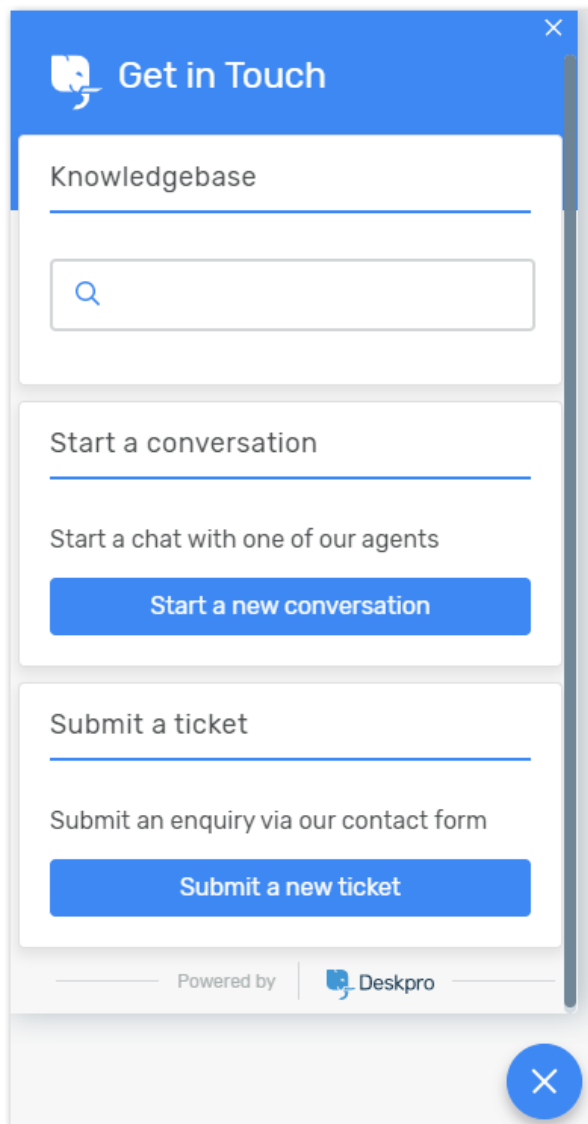 Get in Touch
Knowledgebase
Start a conversation
Start a chat with one of our agents
Start a new conversation
Submit a ticket
Submit an enquiry via our contact form
Submit a new ticket
Powered by Deskpro